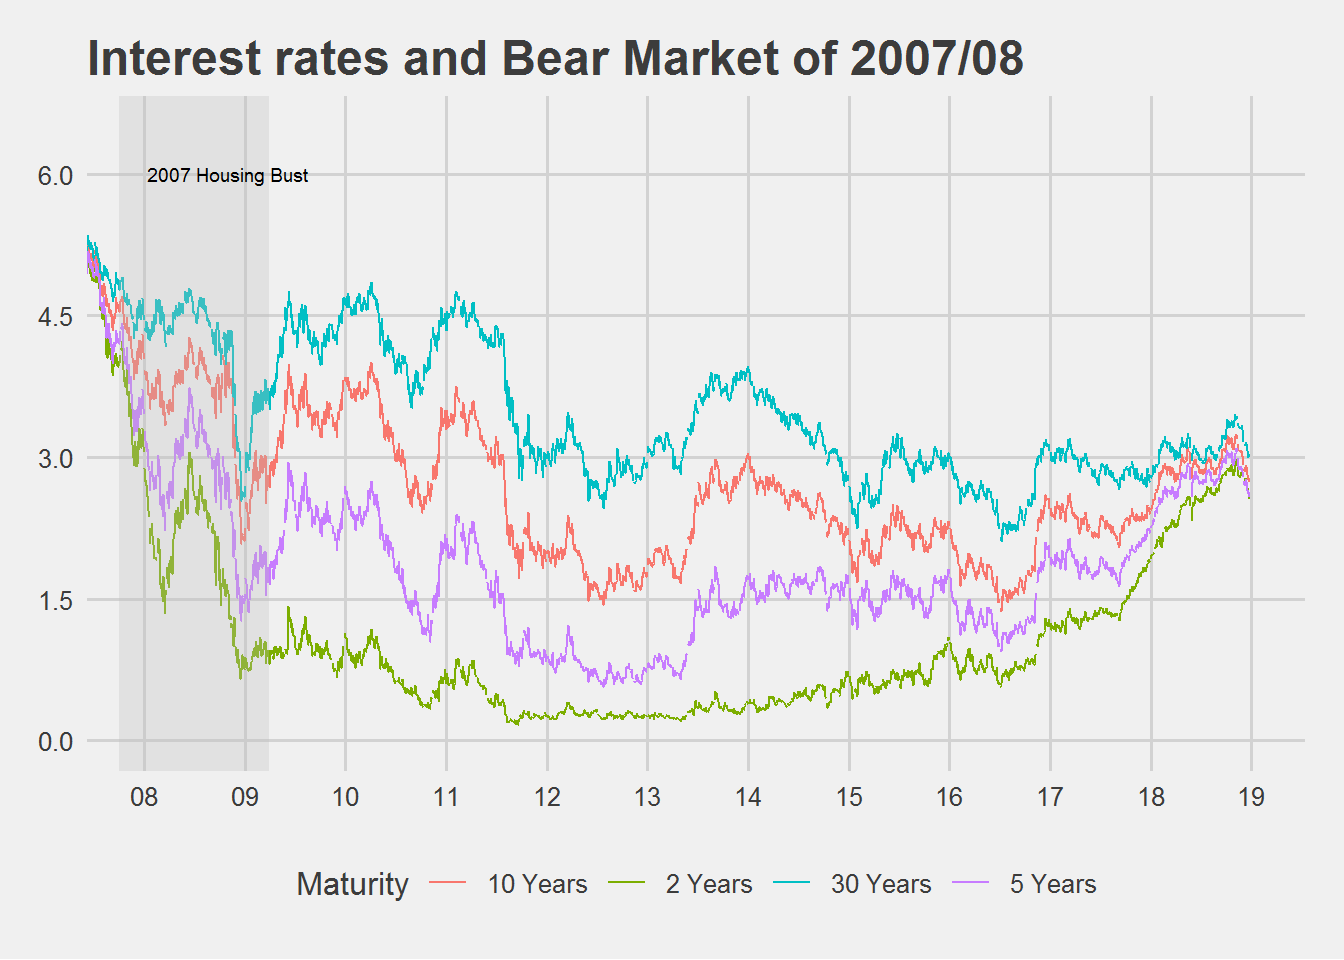 Interest rates and Bear Market of 2007/08
6.0
2007 Housing Bust
4.5
3.0
1.5
0.0
08 09 10 11 12 13 14 15 16 17 18 19
Maturity 10 Years 2 Years 30 Years 5 Years